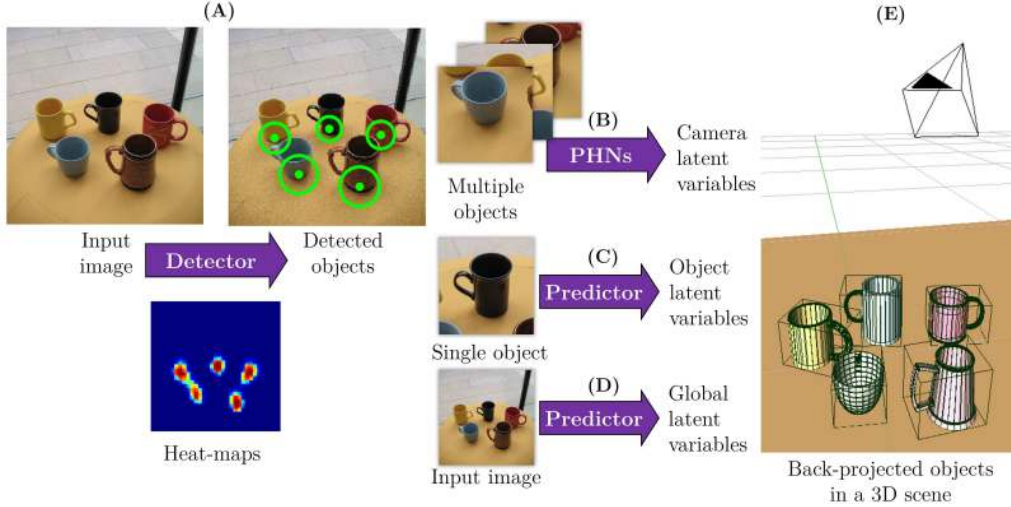 (A)
Input
image
Detector
Detected
objects
Heat-maps
Multiple
objects
(B)
PHNs
Camera
latent
variables
Single object
(C)
Predictor
Object
latent
variables
Input image
(D)
Predictor
Global
latent
variables
(E)
Back-projected objects
in a 3D scene